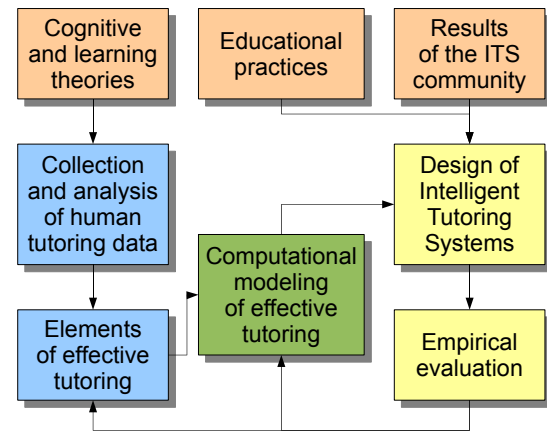 Cognitive
and learning
theories
Educational
practices
Results
of the ITS
community
Collection
and analysis
of human
tutoring data
Computational
modeling
of effective
tutoring
Design of
Intelligent
Tutoring
Systems
Elements
of effective
tutoring
Empirical
evaluation